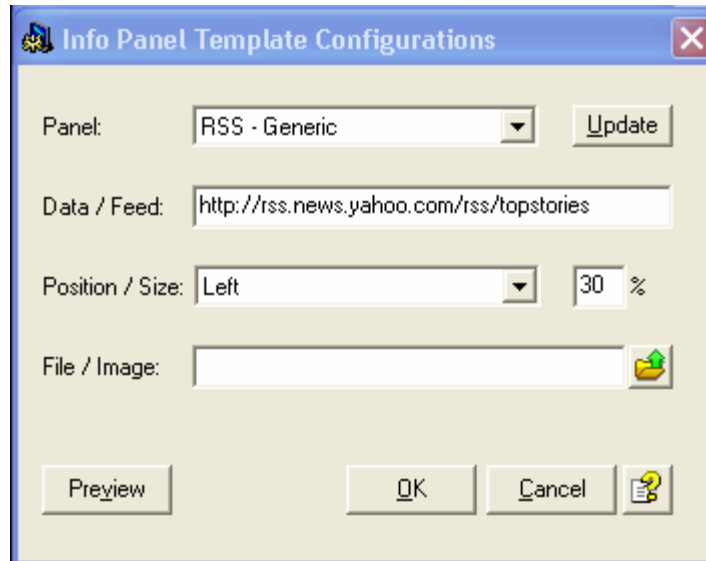 Info Panel Template Configurations
Panel: RSS - Generic Update
Data / Feed: http://rss.news.yahoo.com/rss/topstories
Position / Size: Left 30 %
File / Image:
Preview OK Cancel